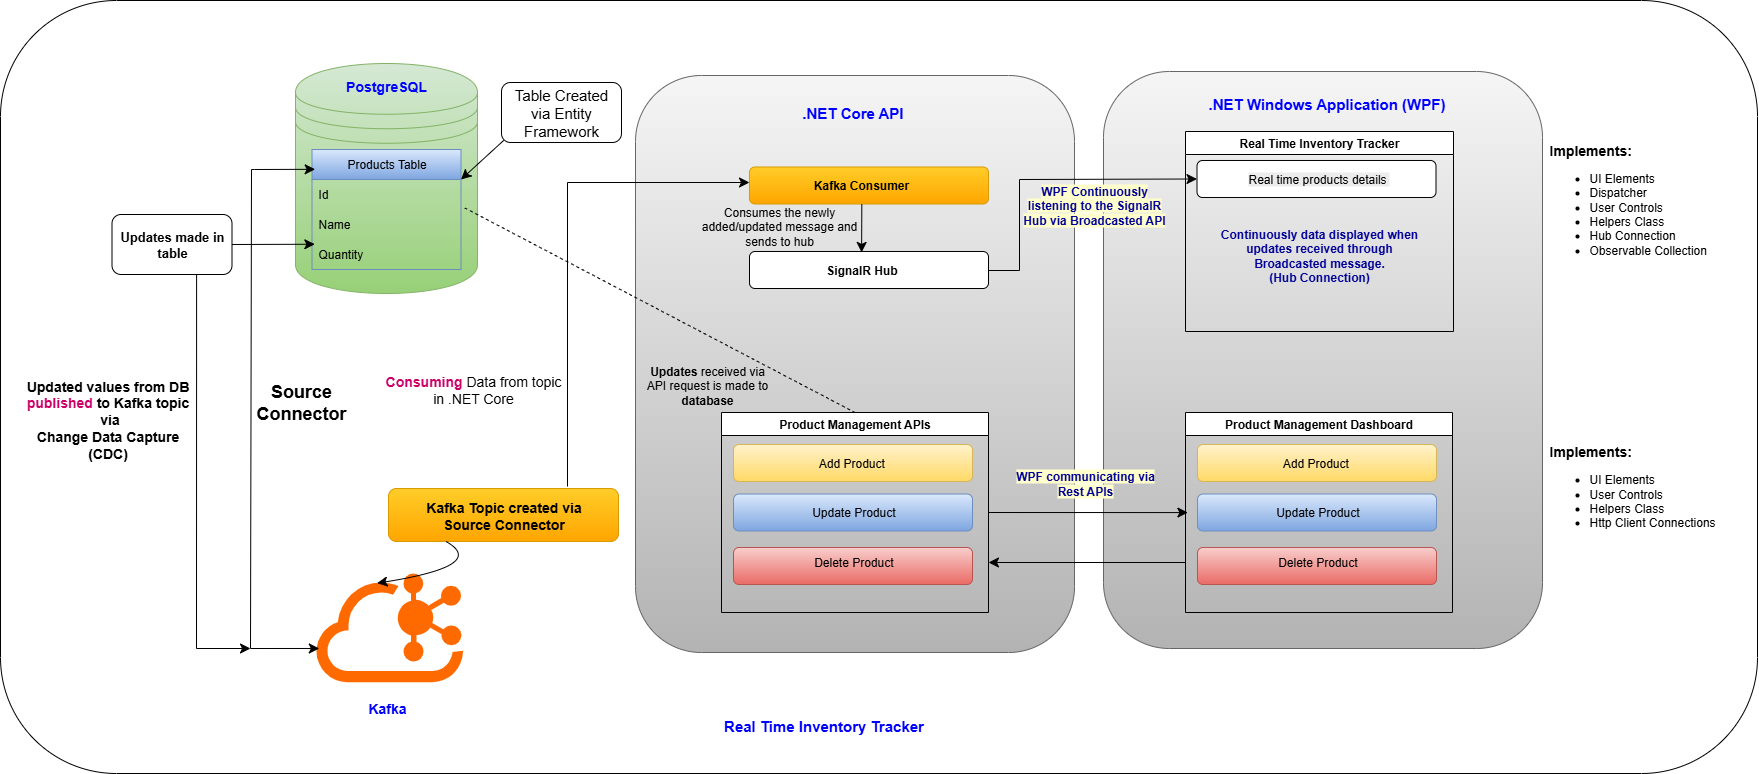 PostgreSQL
Table Created
via Entity
Framework
Products Table
Id
Name
Quantity
Updates made in
table
Updated values from DB
published to Kafka topic
via
Change Data Capture
(CDC)
Source
Connector
Consuming Data from topic
in .NET Core
Kafka Topic created via
Source Connector
Kafka
.NET Core API
Kafka Consumer
Consumes the newly
added/updated message and
sends to hub
SignalR Hub
Updates received via
API request is made to
database
Product Management APIs
Add Product
Update Product
Delete Product
WPF Continuously
listening to the SignalR
Hub via Broadcasted API
WPF communicating via
Rest APIs
.NET Windows Application (WPF)
Real Time Inventory Tracker
Real time products details
Continuously data displayed when
updates received through
Broadcasted message.
(Hub Connection)
Product Management Dashboard
Add Product
Update Product
Delete Product
Implements:
UI Elements
Dispatcher
User Controls
Helpers Class
Hub Connection
Observable Collection
Implements:
UI Elements
User Controls
Helpers Class
Http Client Connections
Real Time Inventory Tracker